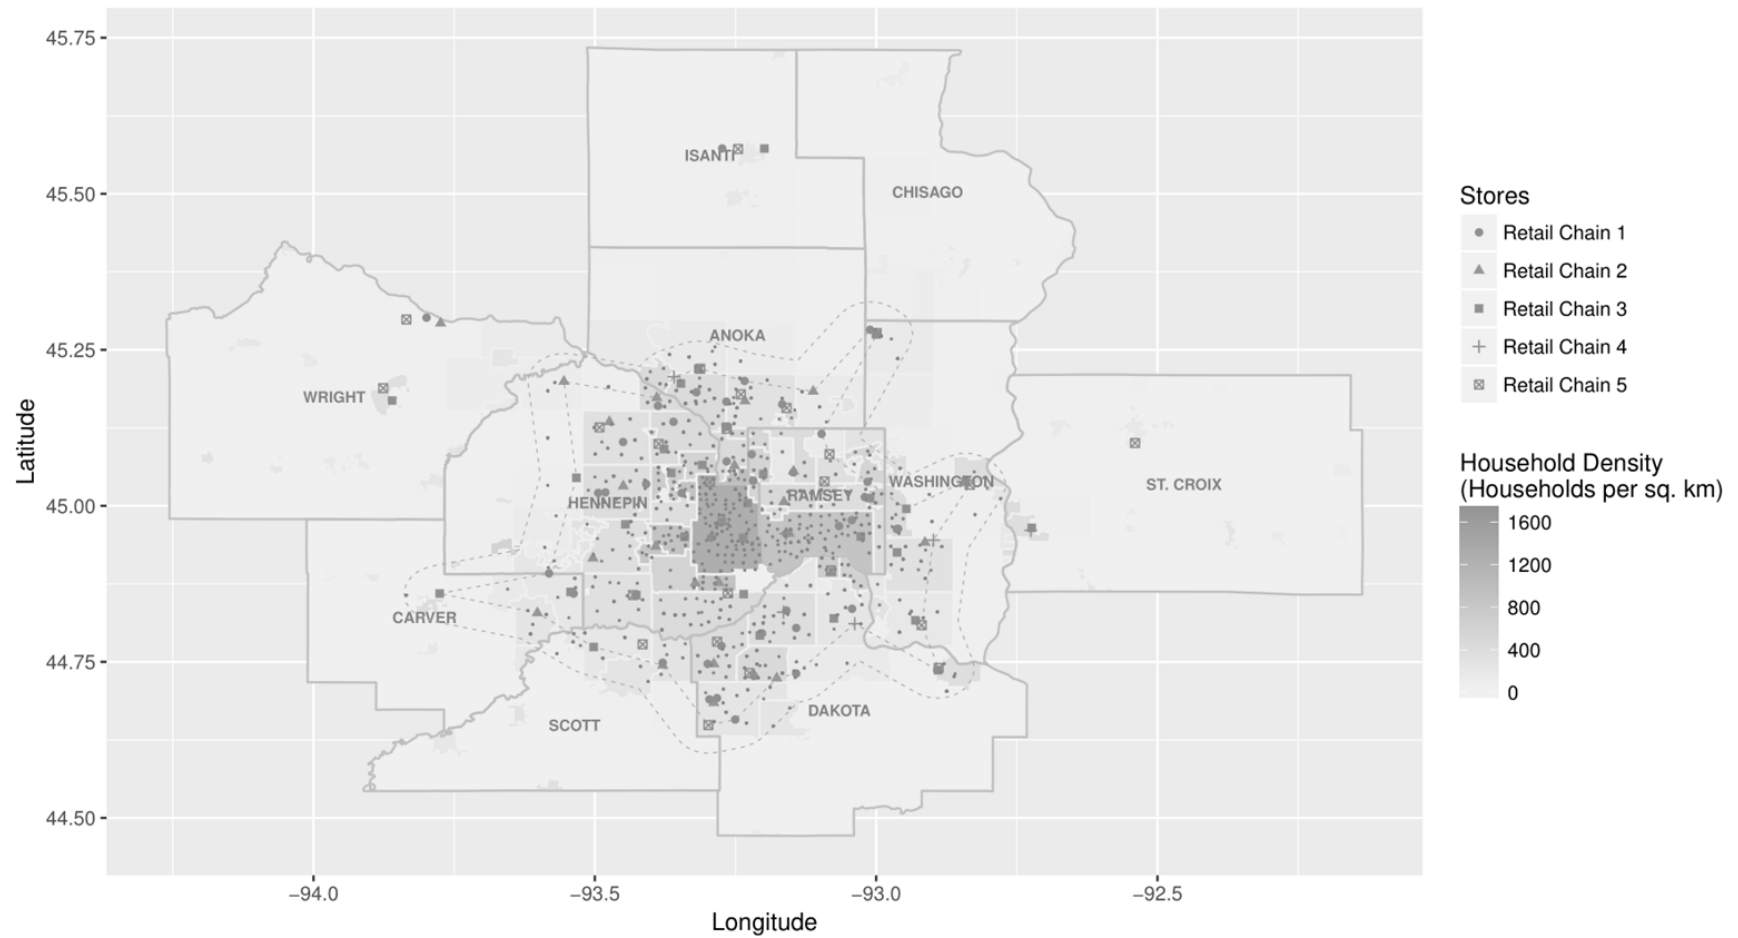 45.75
45.50
45.25
45.00
44.75
44.50
Latitude
−94.0
−93.5
−93.0
−92.5
Longitude
ISANTI
CHISAGO
ANOKA
WRIGHT
HENNEPIN
RAMSEY
WASHINGTON
ST. CROIX
CARVER
SCOTT
DAKOTA
Stores
Retail Chain 1
Retail Chain 2
Retail Chain 3
Retail Chain 4
Retail Chain 5
Household Density
(Households per sq. km)
1600
1200
800
400
0